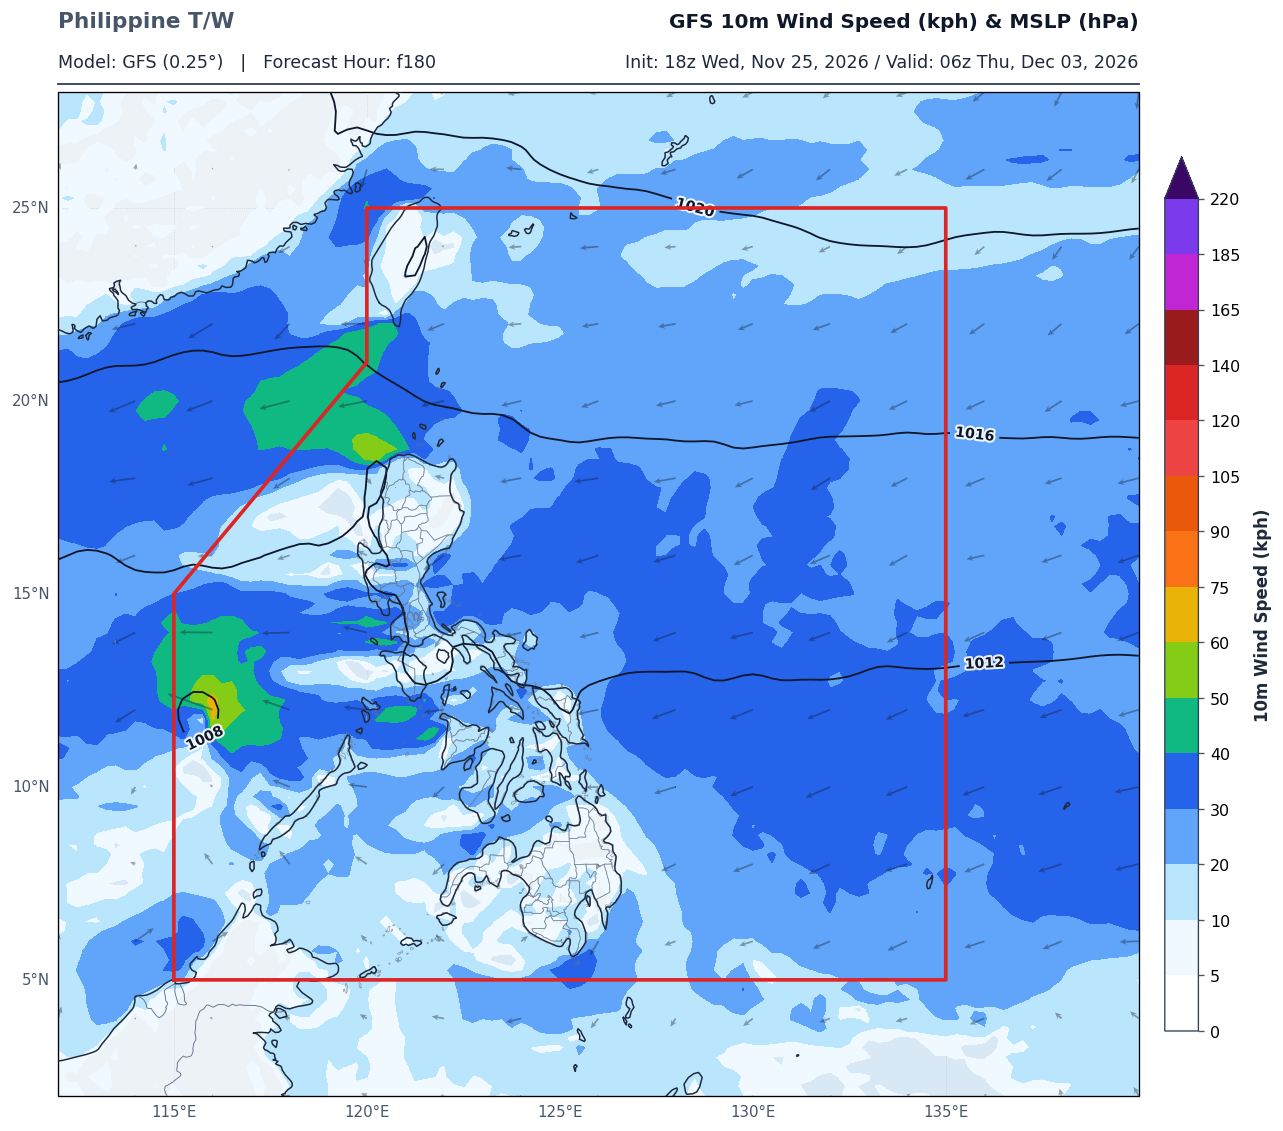 Philippine T/W
GFS 10m Wind Speed (kph) & MSLP (hPa)
Model: GFS (0.25°) | Forecast Hour: f180
Init: 18z Wed, Nov 25, 2026 / Valid: 06z Thu, Dec 03, 2026
1020
1016
1012
1008
25°N
20°N
15°N
10°N
5°N
115°E
120°E
125°E
130°E
135°E
220
185
165
140
120
105
90
75
60
50
40
30
20
10
5
0
10m Wind Speed (kph)